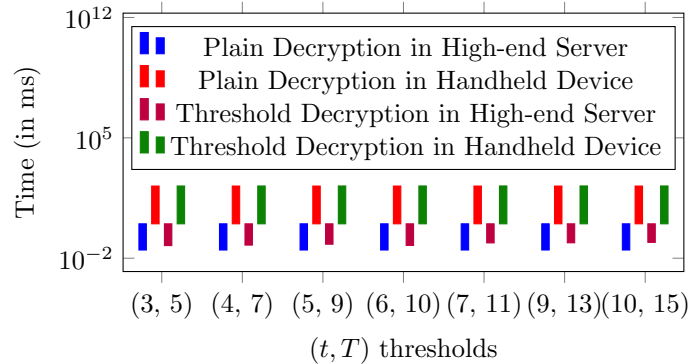 10^12
Plain Decryption in High-end Server
Plain Decryption in Handheld Device
Threshold Decryption in High-end Server
Threshold Decryption in Handheld Device
10^5
10^−2
Time (in ms)
(3, 5) (4, 7) (5, 9) (6, 10) (7, 11) (9, 13) (10, 15)
(t, T) thresholds